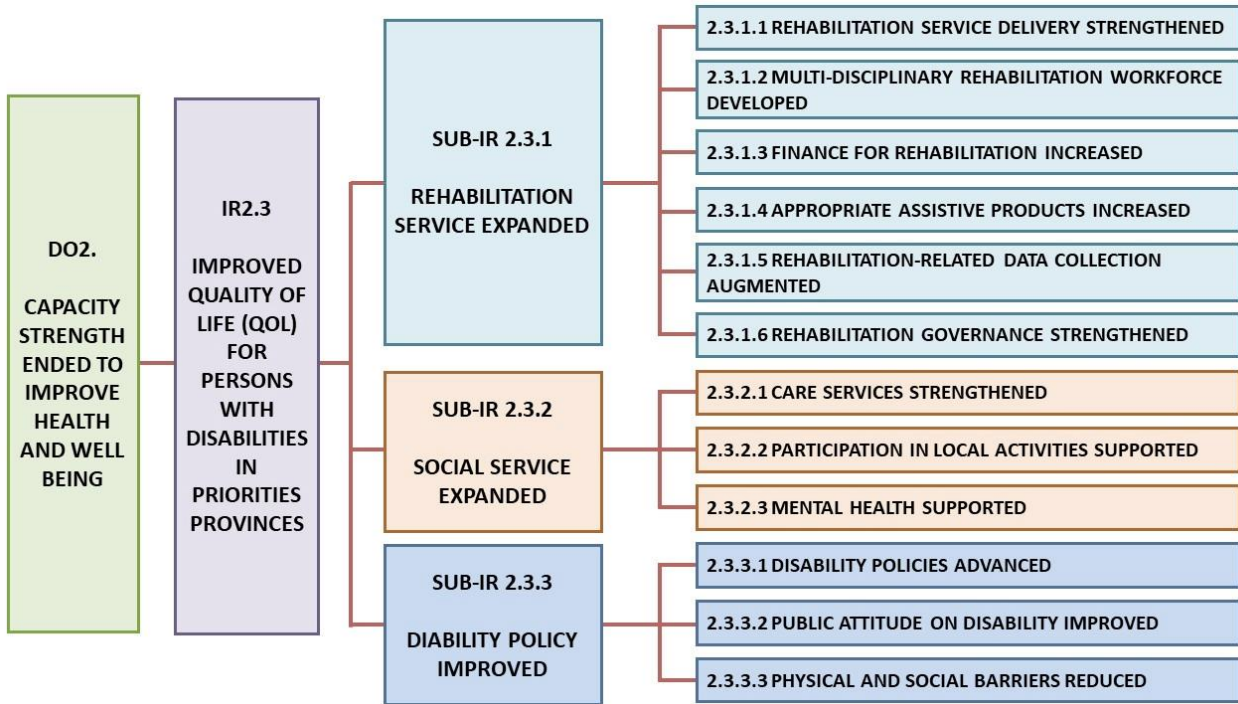 DO2.
CAPACITY
STRENGTH
ENDED TO
IMPROVE
HEALTH
AND WELL
BEING
IR2.3
IMPROVED
QUALITY OF
LIFE (QOL)
FOR
PERSONS
WITH
DISABILITIES
IN
PRIORITIES
PROVINCES
SUB-IR 2.3.1
REHABILITATION
SERVICE EXPANDED
2.3.1.1 REHABILITATION SERVICE DELIVERY STRENGTHENED
2.3.1.2 MULTI-DISCIPLINARY REHABILITATION WORKFORCE
DEVELOPED
2.3.1.3 FINANCE FOR REHABILITATION INCREASED
2.3.1.4 APPROPRIATE ASSISTIVE PRODUCTS INCREASED
2.3.1.5 REHABILITATION-RELATED DATA COLLECTION
AUGMENTED
2.3.1.6 REHABILITATION GOVERNANCE STRENGTHENED
SUB-IR 2.3.2
SOCIAL SERVICE
EXPANDED
2.3.2.1 CARE SERVICES STRENGTHENED
2.3.2.2 PARTICIPATION IN LOCAL ACTIVITIES SUPPORTED
2.3.2.3 MENTAL HEALTH SUPPORTED
SUB-IR 2.3.3
DIABILITY POLICY
IMPROVED
2.3.3.1 DISABILITY POLICIES ADVANCED
2.3.3.2 PUBLIC ATTITUDE ON DISABILITY IMPROVED
2.3.3.3 PHYSICAL AND SOCIAL BARRIERS REDUCED